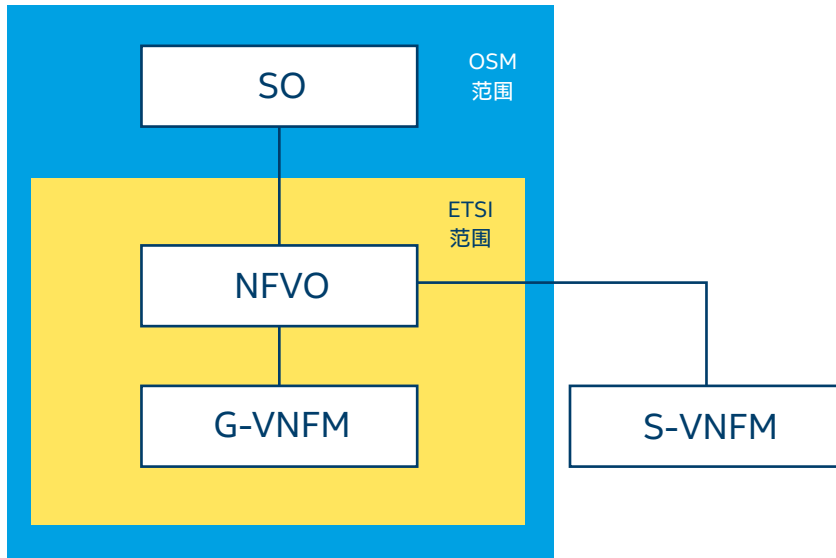 SO
OSM
范围
ETSI
范围
NFVO
G-VNFM
S-VNFM